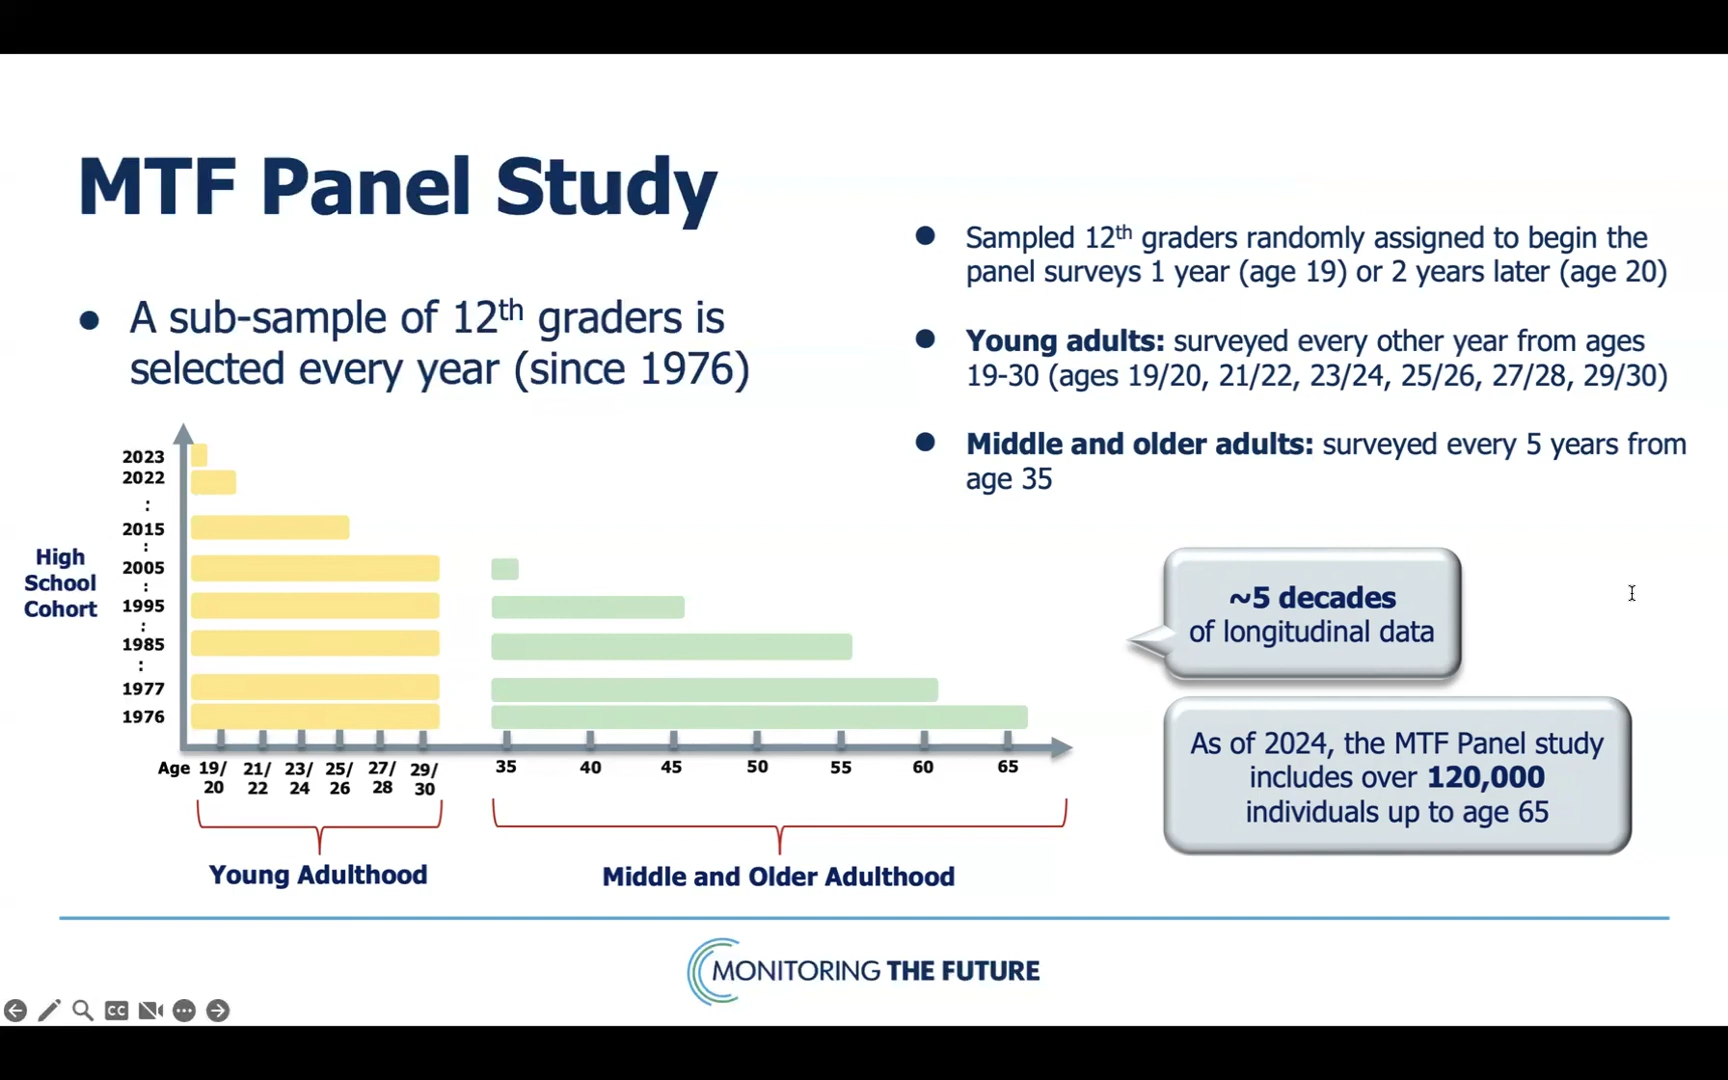 MTF Panel Study
● A sub-sample of 12th graders is
selected every year (since 1976)
● Sampled 12th graders randomly assigned to begin the
panel surveys 1 year (age 19) or 2 years later (age 20)
● Young adults: surveyed every other year from ages
19-30 (ages 19/20, 21/22, 23/24, 25/26, 27/28, 29/30)
● Middle and older adults: surveyed every 5 years from
age 35
High
School
Cohort
2023
2022
:
2015
:
2005
:
1995
:
1985
:
1977
1976
Age 19/ 21/ 23/ 25/ 27/ 29/ 35 40 45 50 55 60 65
20 22 24 26 28 30
Young Adulthood
Middle and Older Adulthood
~5 decades
of longitudinal data
As of 2024, the MTF Panel study
includes over 120,000
individuals up to age 65
MONITORING THE FUTURE
CC